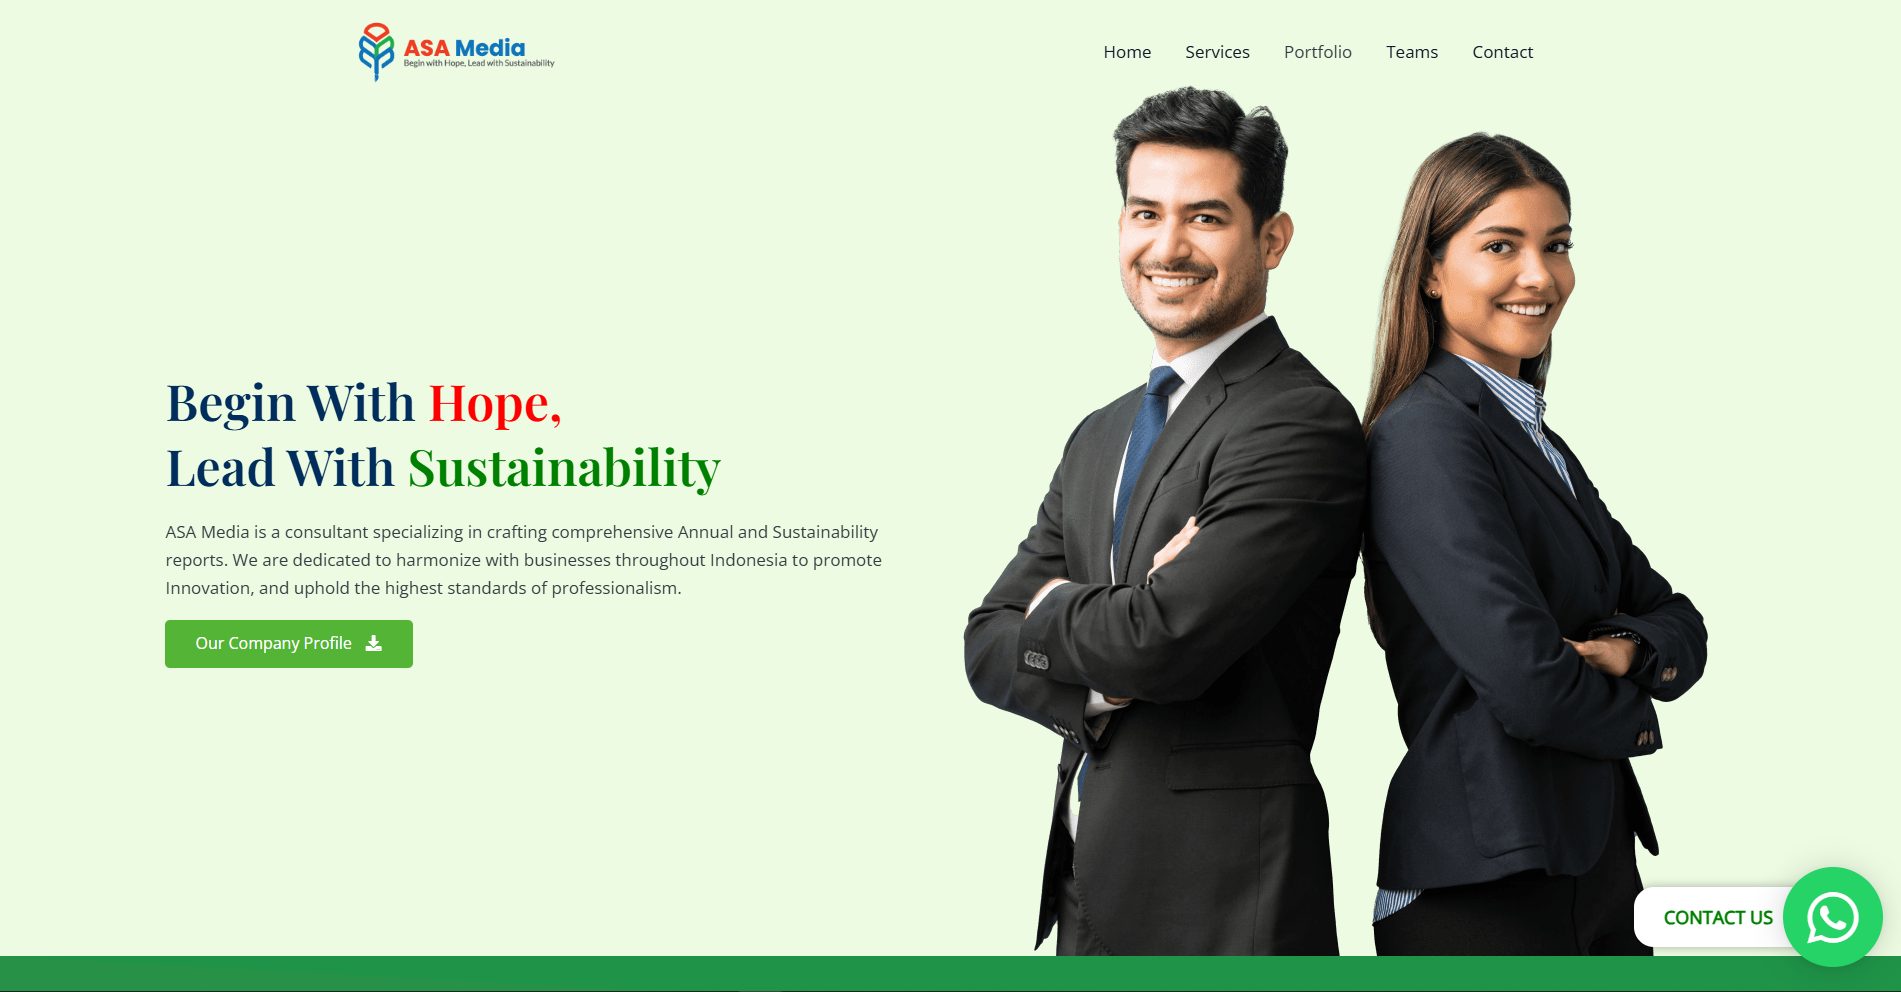 ASA Media
Begin with Hope, Lead with Sustainability
Home Services Portfolio Teams Contact
Begin With Hope,
Lead With Sustainability
ASA Media is a consultant specializing in crafting comprehensive Annual and Sustainability
reports. We are dedicated to harmonize with businesses throughout Indonesia to promote
Innovation, and uphold the highest standards of professionalism.
Our Company Profile
CONTACT US